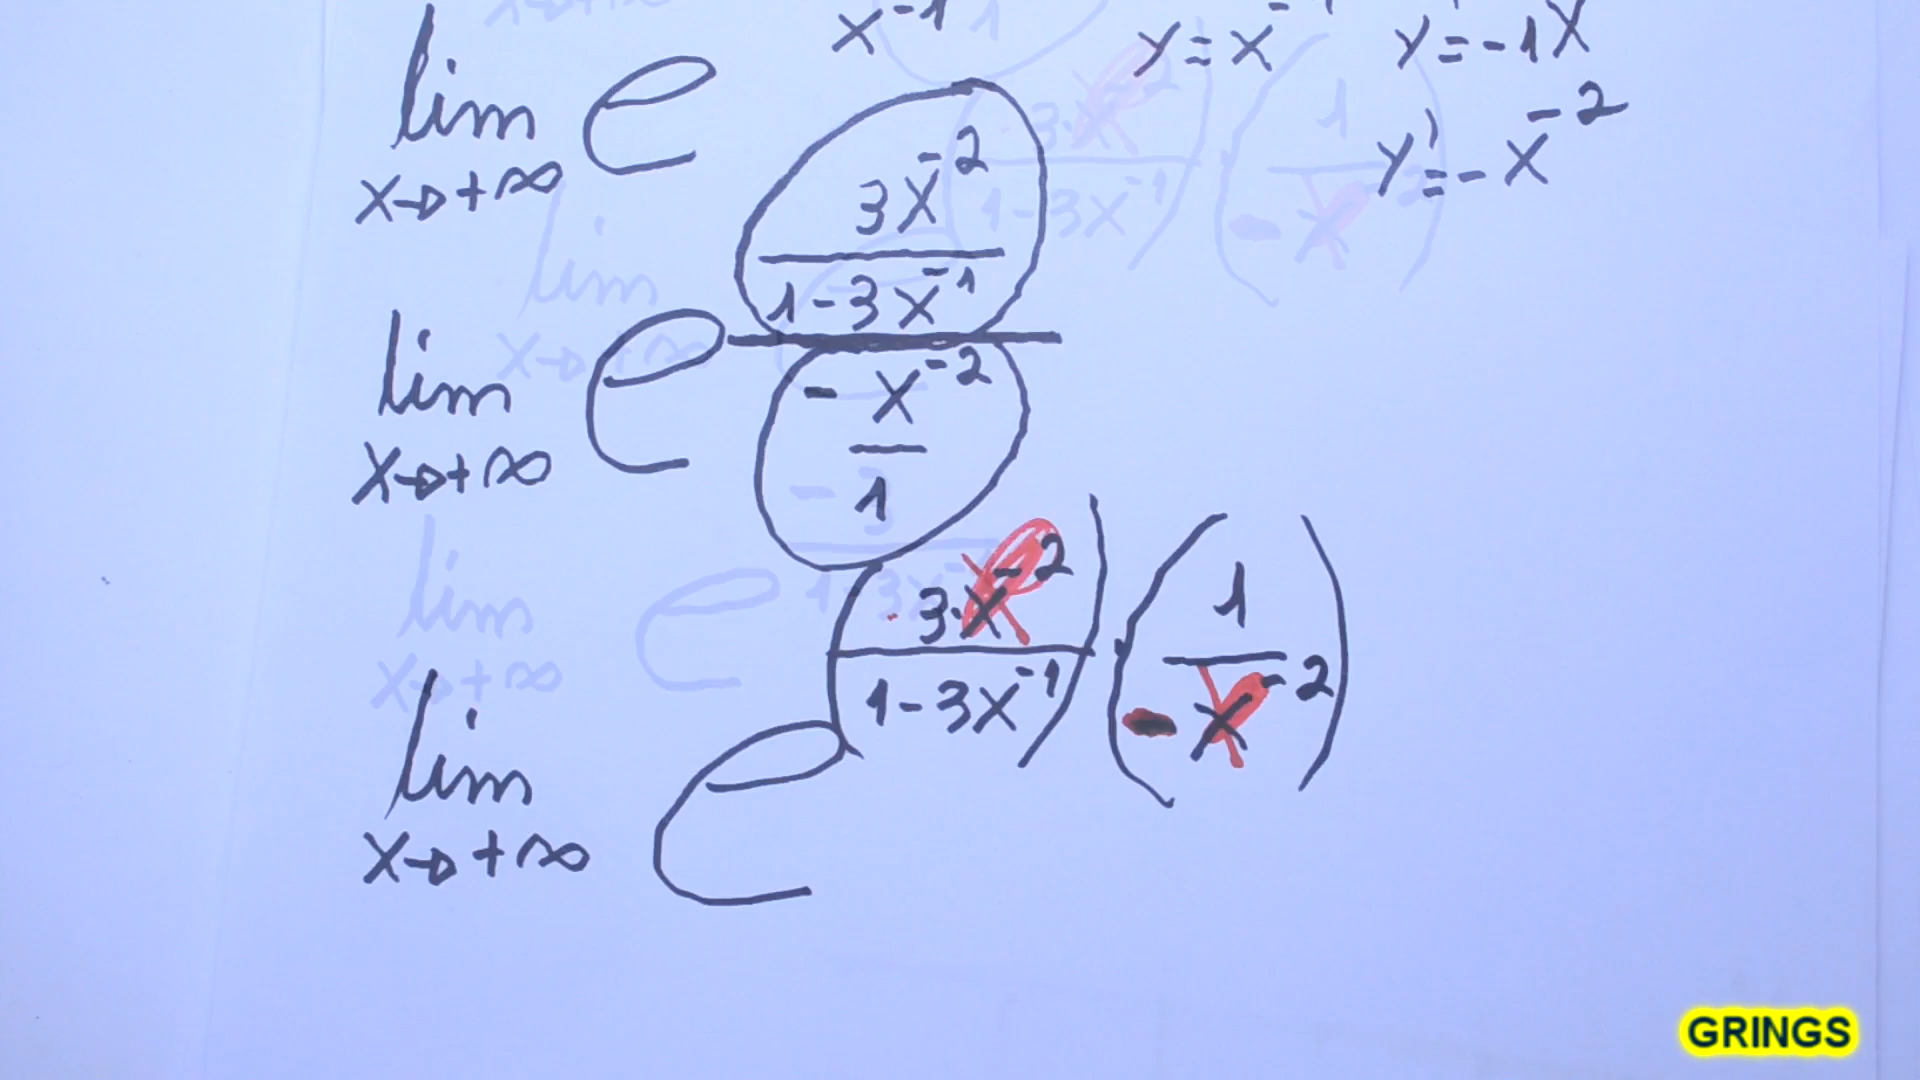 x⁻¹ y = x⁻¹ y' = -1x
lim e
x→+∞
y' = -x⁻²
3x⁻²
1-3x⁻¹
lim e
x→+∞
-x⁻²
1
3·x⁻² 1
1-3x⁻¹ · -x⁻²
lim e
x→+∞
GRINGS